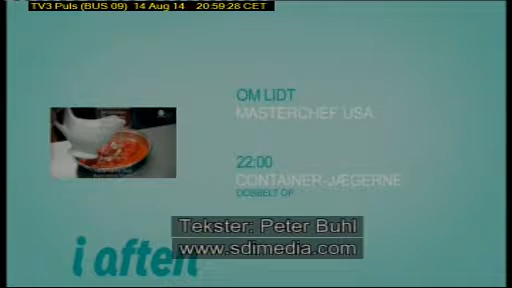 TV3 Puls (BUS 09) 14 Aug 14 20:59:28 CET
OM LIDT
MASTERCHEF USA
22:00
CONTAINER-JÆGERNE
DOBBELT OP
Tekster: Peter Buhl
www.sdimedia.com
i aften